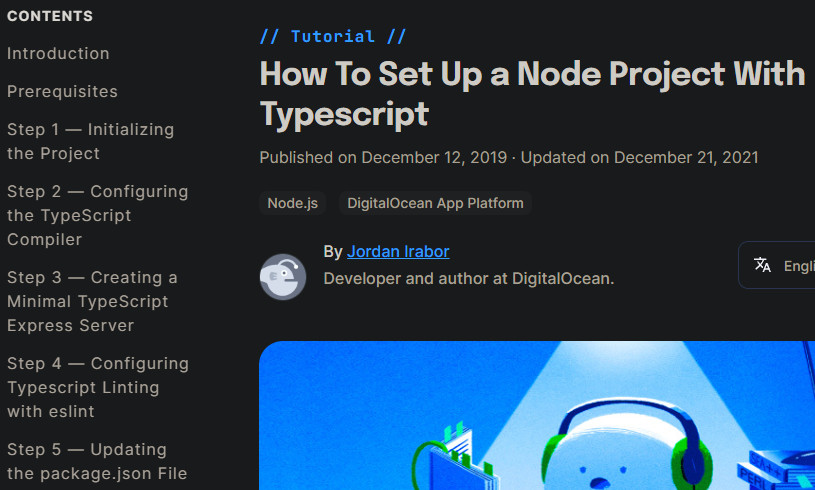 CONTENTS
Introduction
Prerequisites
Step 1 — Initializing
the Project
Step 2 — Configuring
the TypeScript
Compiler
Step 3 — Creating a
Minimal TypeScript
Express Server
Step 4 — Configuring
Typescript Linting
with eslint
Step 5 — Updating
the package.json File
// Tutorial //
How To Set Up a Node Project With
Typescript
Published on December 12, 2019 · Updated on December 21, 2021
Node.js
DigitalOcean App Platform
By Jordan Irabor
Developer and author at DigitalOcean.
Engli
C++
PERL